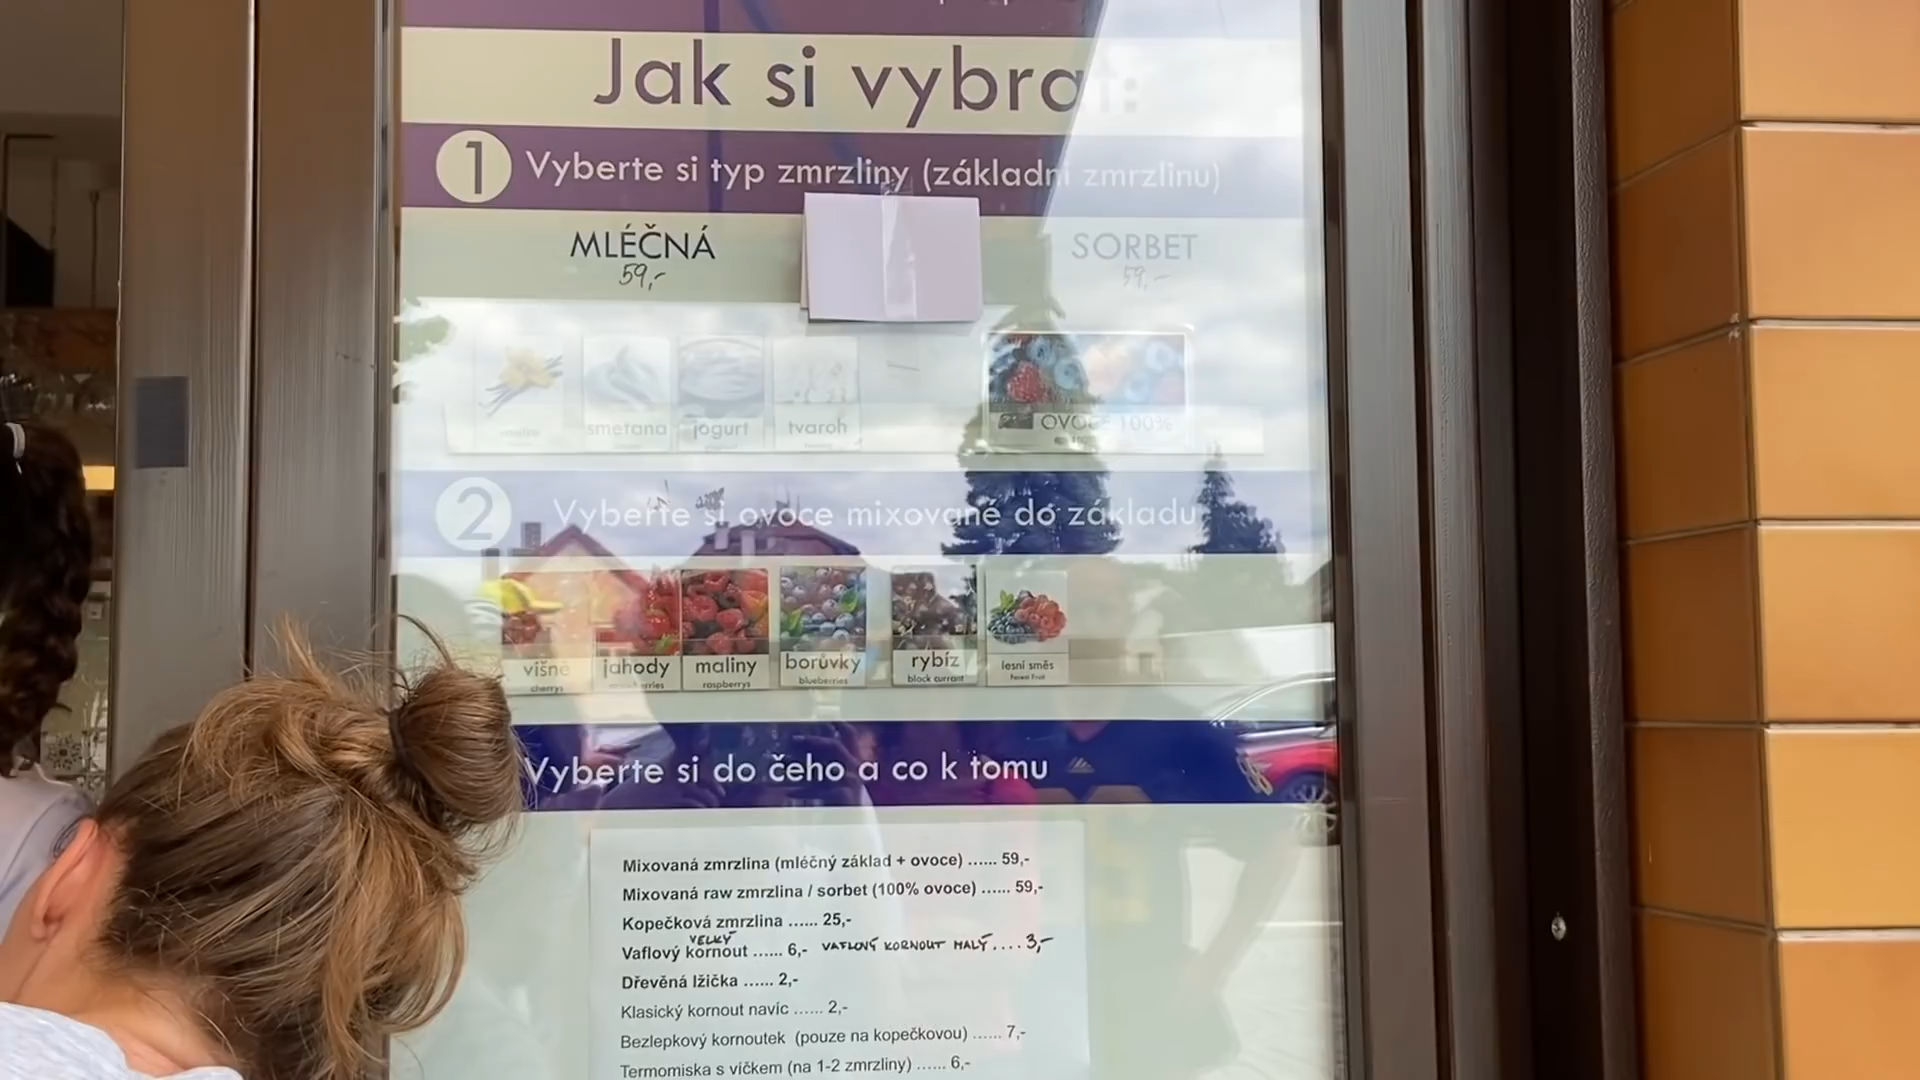 Jak si vybrat:
1 Vyberte si typ zmrzliny (základní zmrzlinu)
MLÉČNÁ
59,-
SORBET
59,-
smetana
jogurt
tvaroh
OVOCE 100%
2 Vyberte si ovoce mixované do základu
višně
cherrys
jahody
maliny
raspberrys
borůvky
blueberries
rybíz
black currant
lesní směs
Forest Fruit
Vyberte si do čeho a co k tomu
Mixovaná zmrzlina (mléčný základ + ovoce) ...... 59,-
Mixovaná raw zmrzlina / sorbet (100% ovoce) ...... 59,-
Kopečková zmrzlina ...... 25,-
VELKÝ
Vaflový kornout ...... 6,- VAFLOVÝ KORNOUT MALÝ.... 3,-
Dřevěná lžička ...... 2,-
Klasický kornout navíc ...... 2,-
Bezlepkový kornoutek (pouze na kopečkovou) ...... 7,-
Termomiska s víčkem (na 1-2 zmrzliny) ...... 6,-